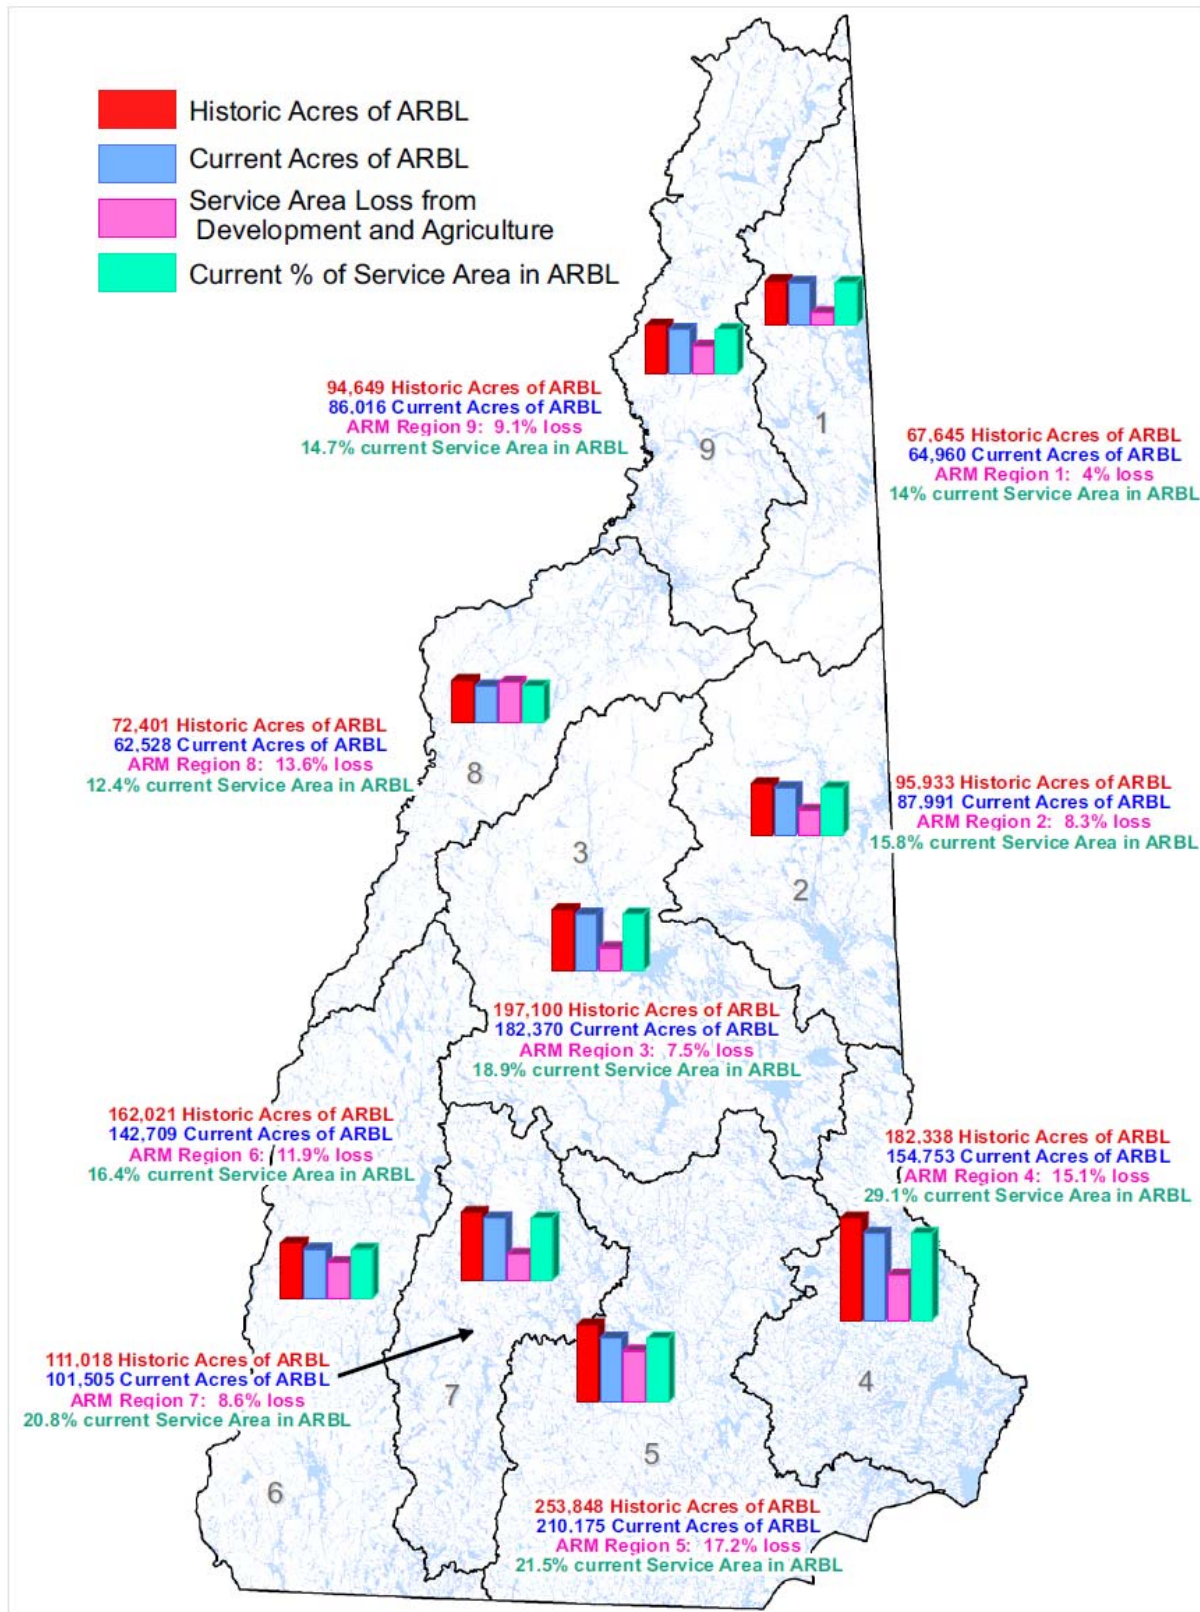 Historic Acres of ARBL
Current Acres of ARBL
Service Area Loss from
Development and Agriculture
Current % of Service Area in ARBL
94,649 Historic Acres of ARBL
86,016 Current Acres of ARBL
ARM Region 9: 9.1% loss
14.7% current Service Area in ARBL
9
1
67,645 Historic Acres of ARBL
64,960 Current Acres of ARBL
ARM Region 1: 4% loss
14% current Service Area in ARBL
72,401 Historic Acres of ARBL
62,528 Current Acres of ARBL
ARM Region 8: 13.6% loss
12.4% current Service Area in ARBL
8
95,933 Historic Acres of ARBL
87,991 Current Acres of ARBL
ARM Region 2: 8.3% loss
15.8% current Service Area in ARBL
3
2
197,100 Historic Acres of ARBL
182,370 Current Acres of ARBL
ARM Region 3: 7.5% loss
18.9% current Service Area in ARBL
162,021 Historic Acres of ARBL
142,709 Current Acres of ARBL
ARM Region 6: 11.9% loss
16.4% current Service Area in ARBL
182,338 Historic Acres of ARBL
154,753 Current Acres of ARBL
ARM Region 4: 15.1% loss
29.1% current Service Area in ARBL
111,018 Historic Acres of ARBL
101,505 Current Acres of ARBL
ARM Region 7: 8.6% loss
20.8% current Service Area in ARBL
7
4
5
6
253,848 Historic Acres of ARBL
210.175 Current Acres of ARBL
ARM Region 5: 17.2% loss
21.5% current Service Area in ARBL